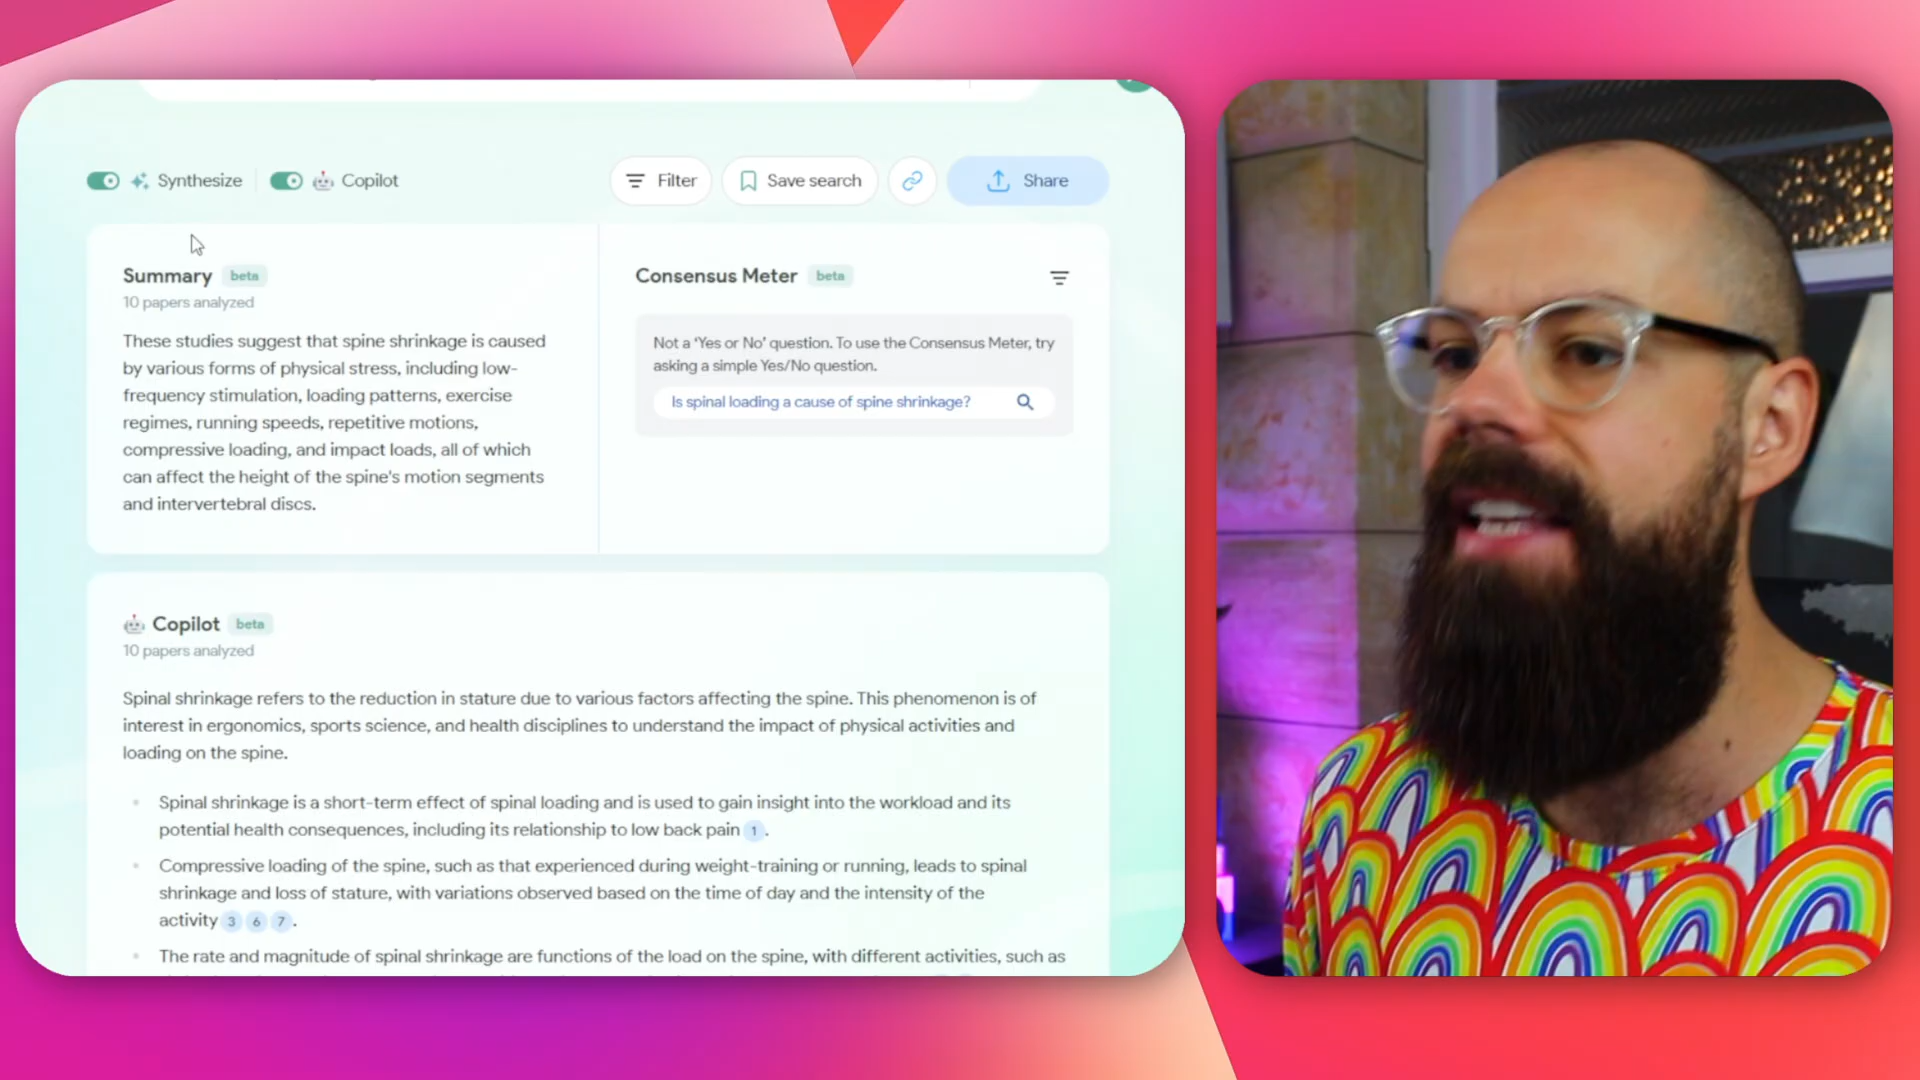 Synthesize
Copilot
Filter
Save search
Share
Summary beta
10 papers analyzed
These studies suggest that spine shrinkage is caused
by various forms of physical stress, including low-
frequency stimulation, loading patterns, exercise
regimes, running speeds, repetitive motions,
compressive loading, and impact loads, all of which
can affect the height of the spine's motion segments
and intervertebral discs.
Consensus Meter beta
Not a 'Yes or No' question. To use the Consensus Meter, try
asking a simple Yes/No question.
Is spinal loading a cause of spine shrinkage?
Copilot beta
10 papers analyzed
Spinal shrinkage refers to the reduction in stature due to various factors affecting the spine. This phenomenon is of
interest in ergonomics, sports science, and health disciplines to understand the impact of physical activities and
loading on the spine.
Spinal shrinkage is a short-term effect of spinal loading and is used to gain insight into the workload and its
potential health consequences, including its relationship to low back pain 1.
Compressive loading of the spine, such as that experienced during weight-training or running, leads to spinal
shrinkage and loss of stature, with variations observed based on the time of day and the intensity of the
activity 3 6 7.
The rate and magnitude of spinal shrinkage are functions of the load on the spine, with different activities, such as